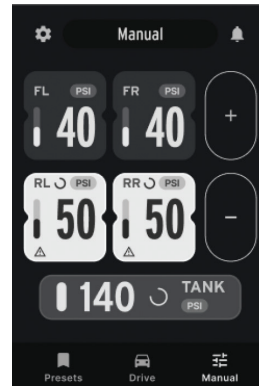 Manual
FL PSI FR PSI
40 40
+
RL PSI RR PSI
50 50
-
140 TANK
PSI
Presets Drive Manual